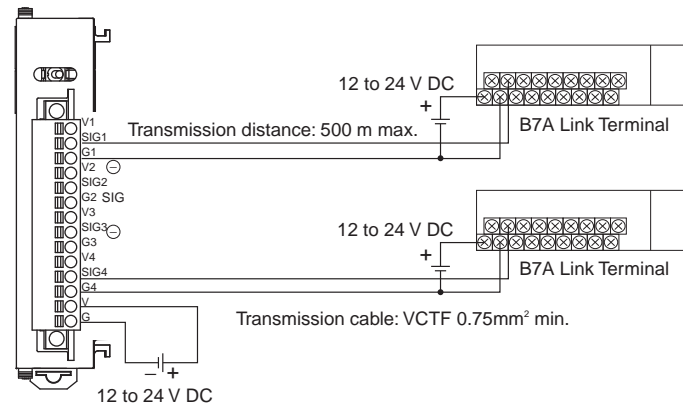 12 to 24 V DC
+
B7A Link Terminal
Transmission distance: 500 m max.
V1
SIG1
G1
V2 ⊖
SIG2
G2 SIG
V3
SIG3 ⊖
G3
V4
SIG4
G4
V
G
12 to 24 V DC
+
B7A Link Terminal
Transmission cable: VCTF 0.75mm² min.
− +
12 to 24 V DC